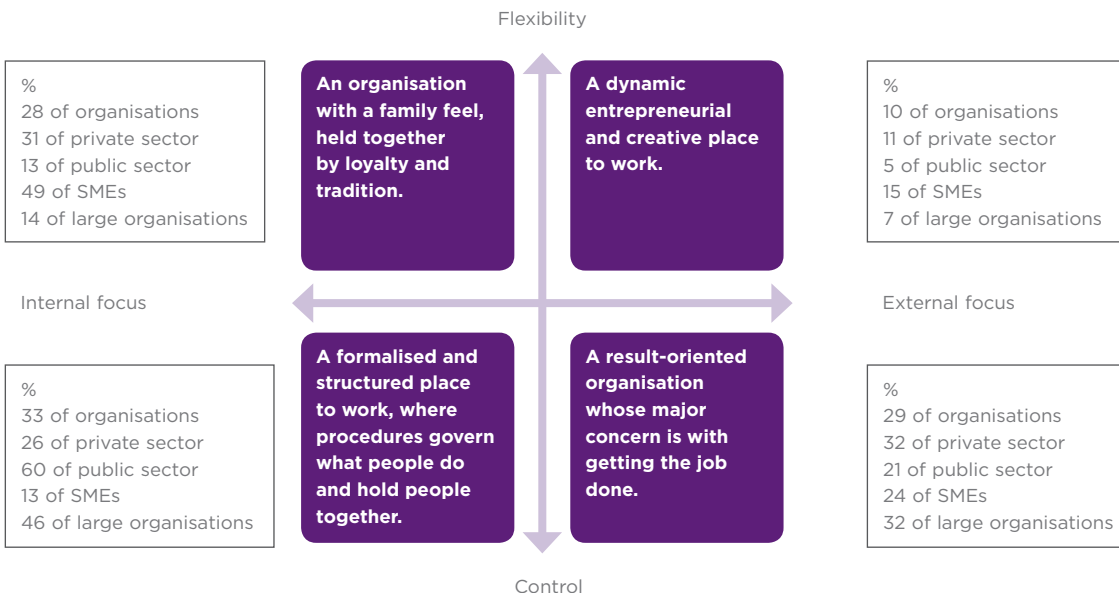 Flexibility
%
28 of organisations
31 of private sector
13 of public sector
49 of SMEs
14 of large organisations
An organisation
with a family feel,
held together
by loyalty and
tradition.
A dynamic
entrepreneurial
and creative place
to work.
%
10 of organisations
11 of private sector
5 of public sector
15 of SMEs
7 of large organisations
Internal focus
External focus
%
33 of organisations
26 of private sector
60 of public sector
13 of SMEs
46 of large organisations
A formalised and
structured place
to work, where
procedures govern
what people do
and hold people
together.
A result-oriented
organisation
whose major
concern is with
getting the job
done.
%
29 of organisations
32 of private sector
21 of public sector
24 of SMEs
32 of large organisations
Control